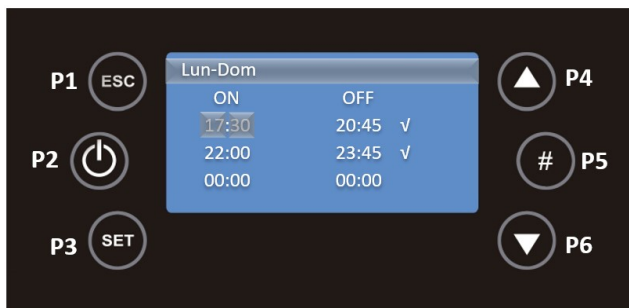 P1 ESC
P2
P3 SET
Lun-Dom
ON OFF
17:30 20:45 √
22:00 23:45 √
00:00 00:00
P4
# P5
P6